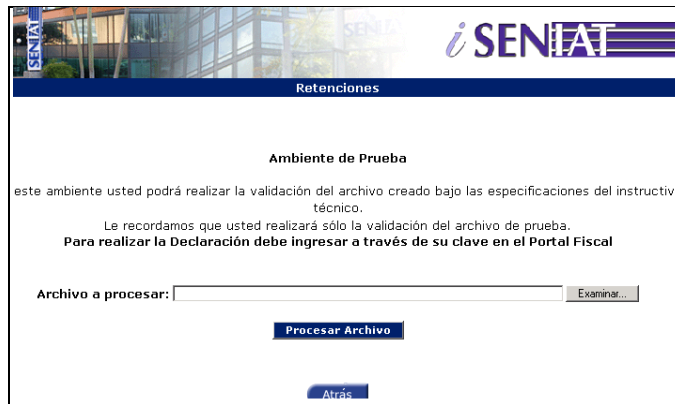 SENIAT
SENIAT
i SENIAT
Retenciones
Ambiente de Prueba
este ambiente usted podrá realizar la validación del archivo creado bajo las especificaciones del instructiv
técnico.
Le recordamos que usted realizará sólo la validación del archivo de prueba.
Para realizar la Declaración debe ingresar a través de su clave en el Portal Fiscal
Archivo a procesar: Examinar...
Procesar Archivo
Atrás